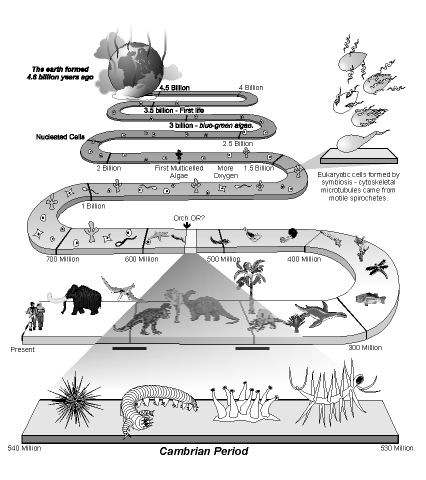 The earth formed
4.6 billion years ago
4.5 Billion
4 Billion
3.5 billion - First life
3 billion - blue-green algae.
Nucleated Cells
2.5 Billion
2 Billion
First Multicelled
Algae
More
Oxygen
1.5 Billion
Eukaryotic cells formed by
symbiosis - cytoskeletal
microtubules came from
motile spirochetes.
1 Billion
Orch OR?
700 Million
600 Million
500 Million
400 Million
Present
300 Million
540 Million
Cambrian Period
530 Million